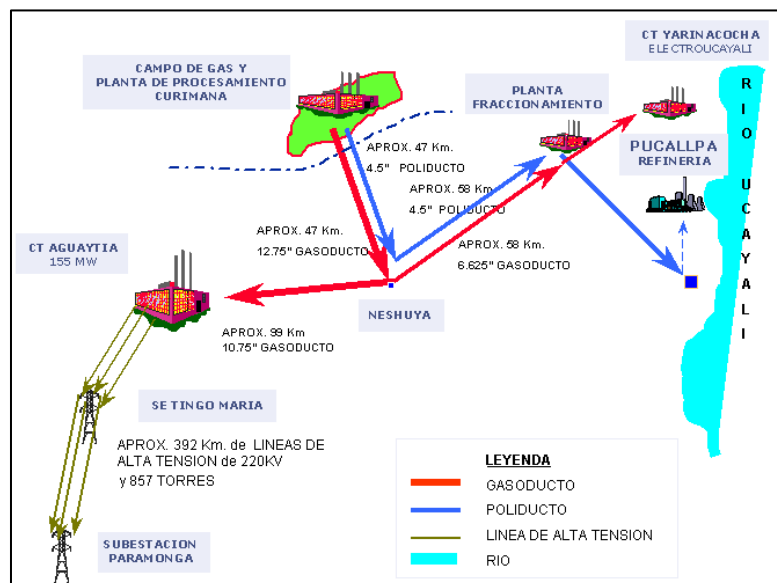 CT YARINACOCHA
ELECTROUCAYALI
CAMPO DE GAS Y
PLANTA DE PROCESAMIENTO
CURIMANA
PLANTA
FRACCIONAMIENTO
RIO UCAYALI
PUCALLPA
REFINERIA
APROX. 47 Km.
4.5" POLIDUCTO
APROX. 58 Km.
4.5" POLIDUCTO
APROX. 47 Km.
12.75" GASODUCTO
APROX. 58 Km.
6.625" GASODUCTO
CT AGUAYTIA
155 MW
NESHUYA
APROX. 99 Km
10.75" GASODUCTO
SE TINGO MARIA
APROX. 392 Km. de LINEAS DE
ALTA TENSION de 220KV
y 857 TORRES
SUBESTACION
PARAMONGA
LEYENDA
GASODUCTO
POLIDUCTO
LINEA DE ALTA TENSION
RIO